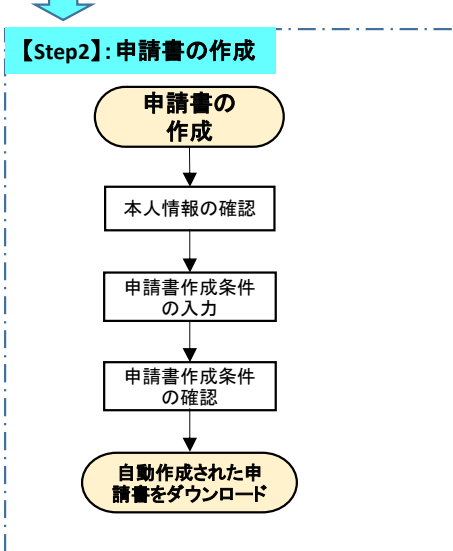 【Step2】：申請書の作成
申請書の
作成
本人情報の確認
申請書作成条件
の入力
申請書作成条件
の確認
自動作成された申
請書をダウンロード